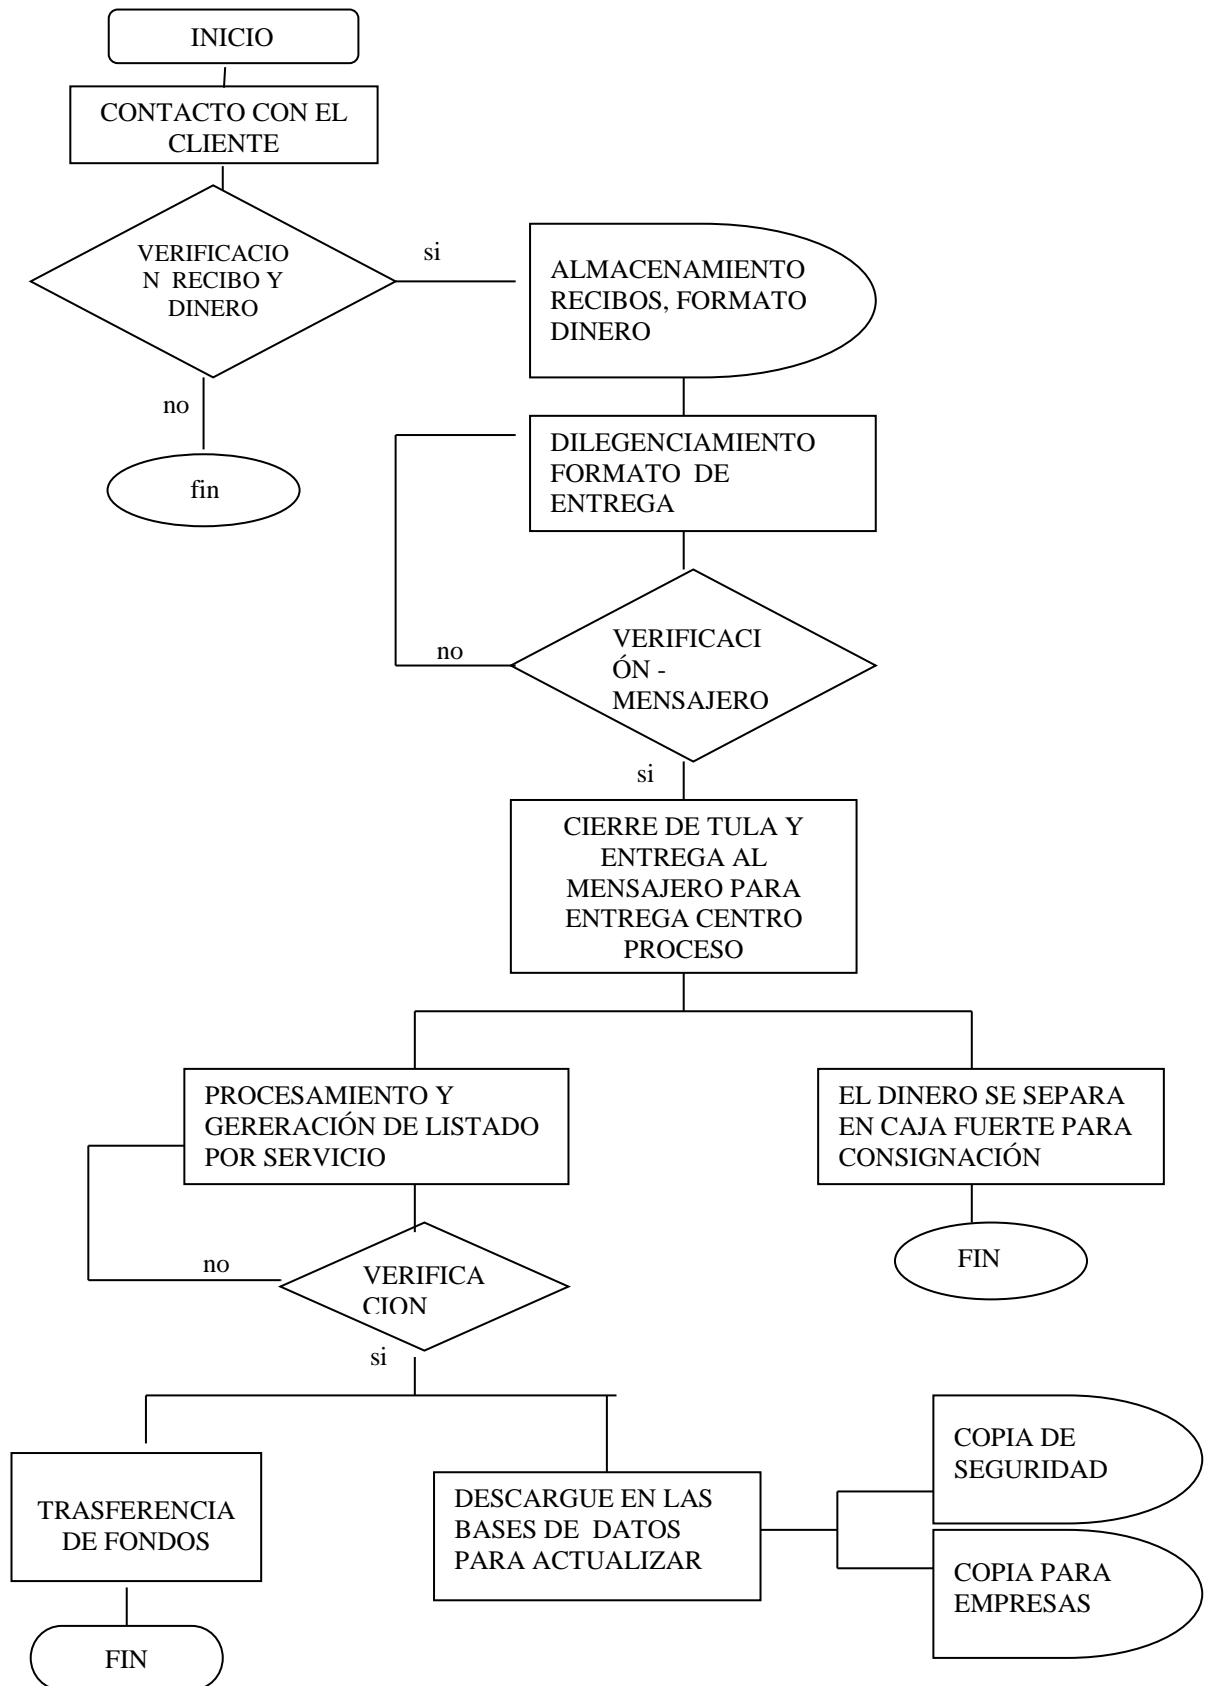 INICIO
CONTACTO CON EL
CLIENTE
VERIFICACIO
N RECIBO Y
DINERO
si
ALMACENAMIENTO
RECIBOS, FORMATO
DINERO
no
fin
DILEGENCIAMIENTO
FORMATO DE
ENTREGA
VERIFICACI
ÓN -
MENSAJERO
no
si
CIERRE DE TULA Y
ENTREGA AL
MENSAJERO PARA
ENTREGA CENTRO
PROCESO
PROCESAMIENTO Y
GERERACIÓN DE LISTADO
POR SERVICIO
EL DINERO SE SEPARA
EN CAJA FUERTE PARA
CONSIGNACIÓN
no
VERIFICA
CION
FIN
si
TRASFERENCIA
DE FONDOS
DESCARGUE EN LAS
BASES DE DATOS
PARA ACTUALIZAR
COPIA DE
SEGURIDAD
COPIA PARA
EMPRESAS
FIN